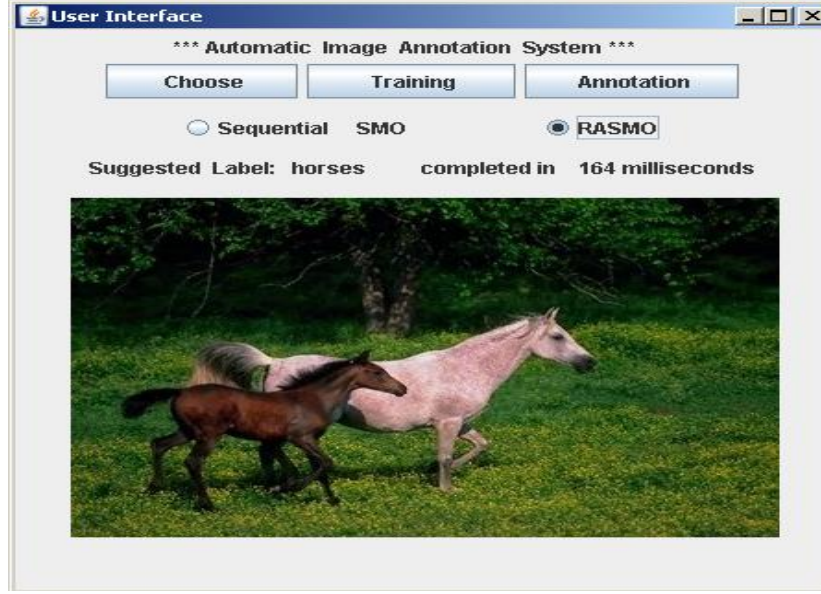 User Interface
*** Automatic Image Annotation System ***
Choose Training Annotation
Sequential SMO RASMO
Suggested Label: horses completed in 164 milliseconds